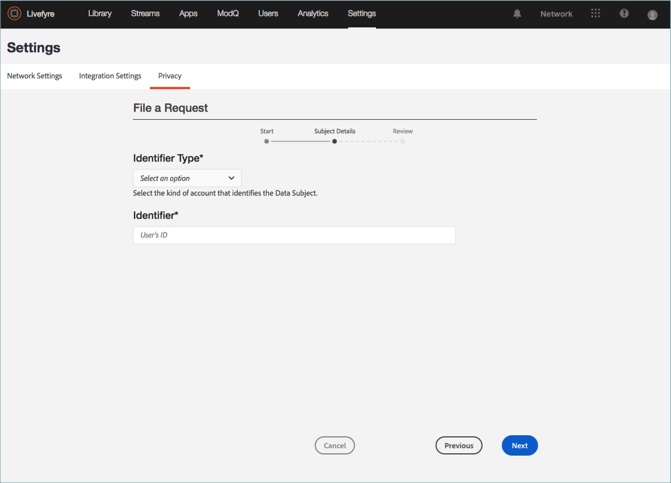 Livefyre Library Streams Apps ModQ Users Analytics Settings Network
Settings
Network Settings Integration Settings Privacy
File a Request
Start Subject Details Review
Identifier Type*
Select an option
Select the kind of account that identifies the Data Subject.
Identifier*
User's ID
Cancel Previous Next